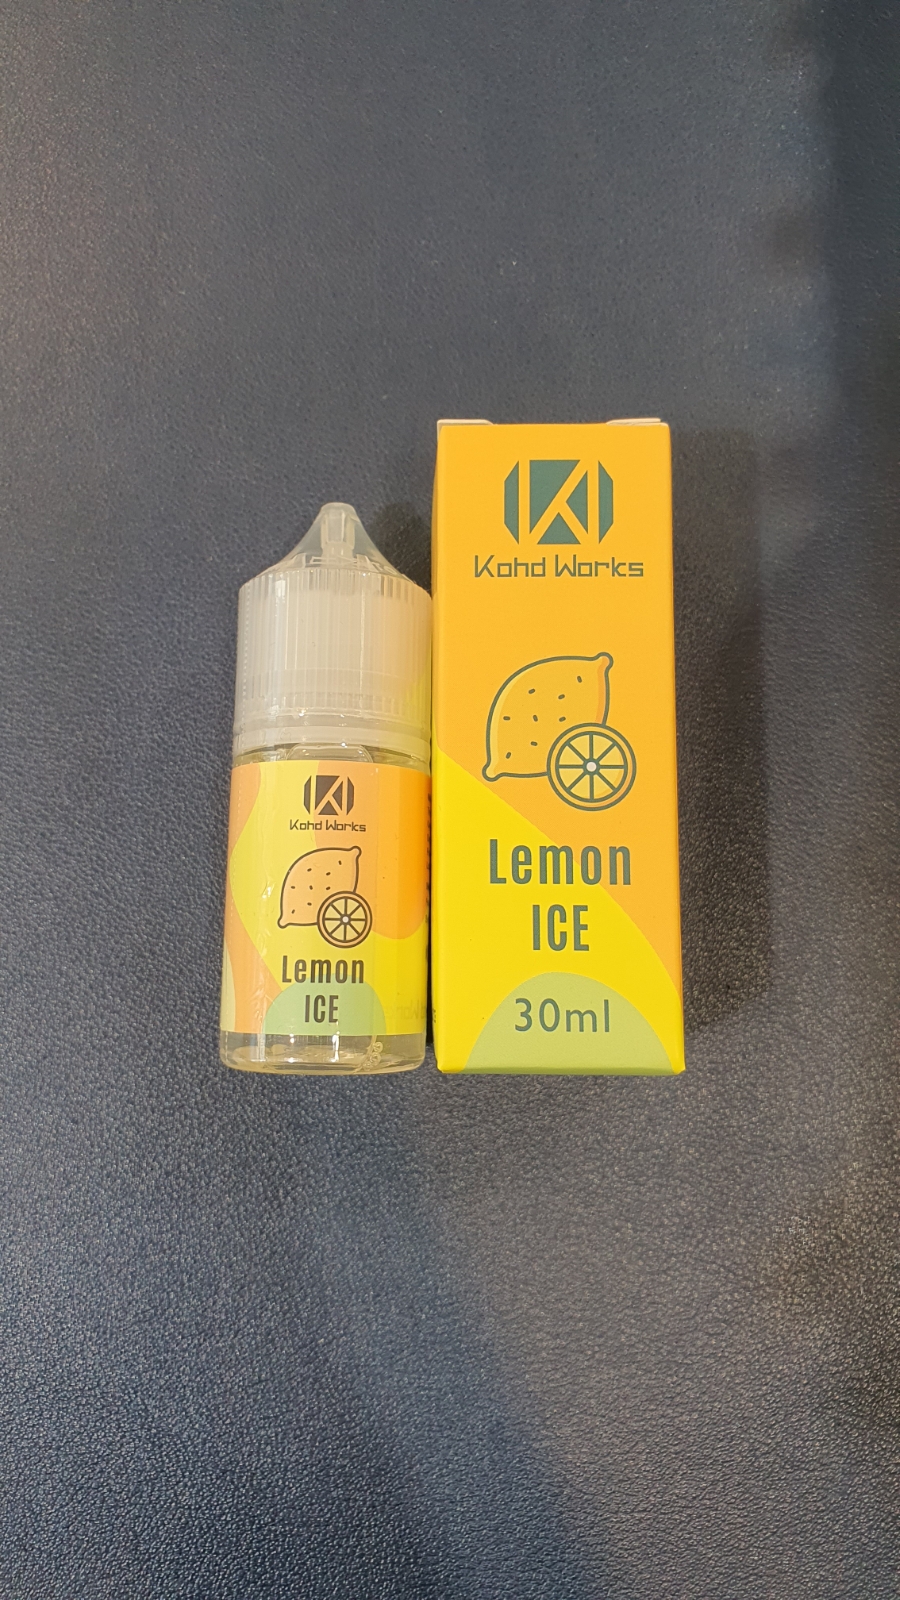 Kohd Works
Lemon
ICE
Kohd Works
Lemon
ICE
30ml